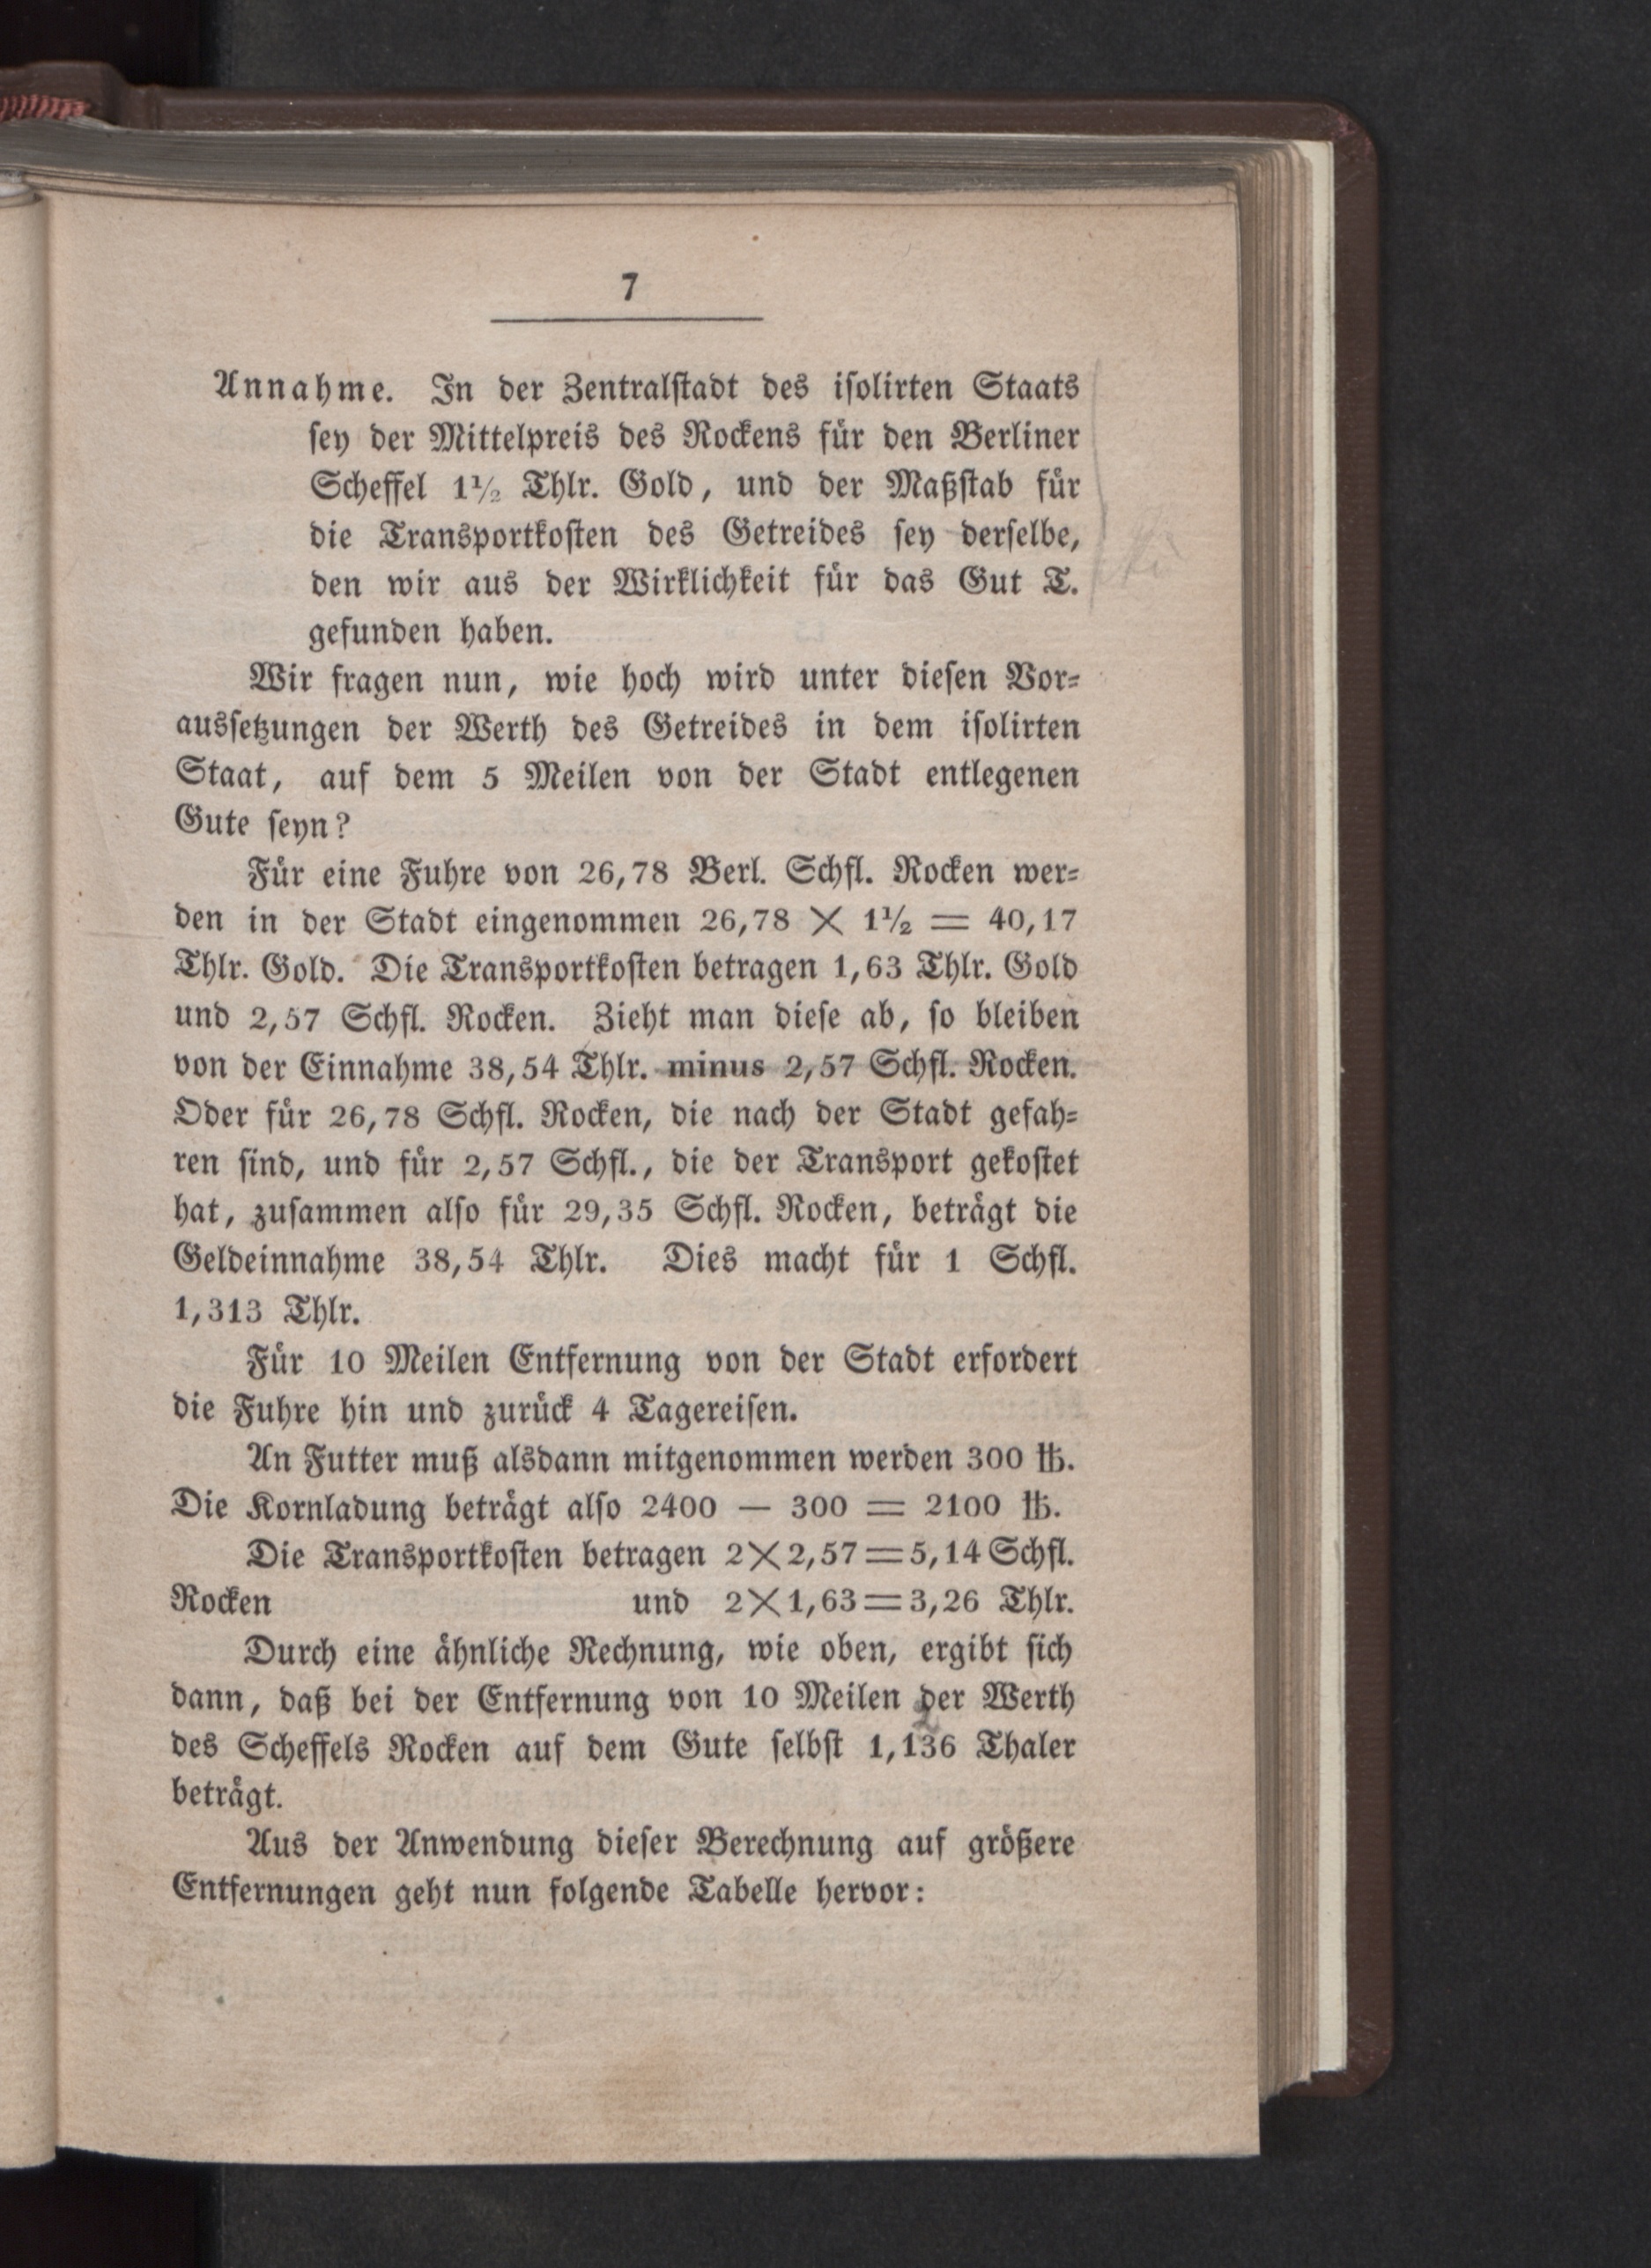 7
Annahme. In der Zentralstadt des isolirten Staats
sey der Mittelpreis des Rockens für den Berliner
Scheffel 1½ Thlr. Gold, und der Maßstab für
die Transportkosten des Getreides sey derselbe,
den wir aus der Wirklichkeit für das Gut T.
gefunden haben.
Wir fragen nun, wie hoch wird unter diesen Vor-
aussetzungen der Werth des Getreides in dem isolirten
Staat, auf dem 5 Meilen von der Stadt entlegenen
Gute seyn?
Für eine Fuhre von 26,78 Berl. Schfl. Rocken wer-
den in der Stadt eingenommen 26,78 × 1½ = 40,17
Thlr. Gold. Die Transportkosten betragen 1,63 Thlr. Gold
und 2,57 Schfl. Rocken. Zieht man diese ab, so bleiben
von der Einnahme 38,54 Thlr. minus 2,57 Schfl. Rocken.
Oder für 26,78 Schfl. Rocken, die nach der Stadt gefah-
ren sind, und für 2,57 Schfl., die der Transport gekostet
hat, zusammen also für 29,35 Schfl. Rocken, beträgt die
Geldeinnahme 38,54 Thlr. Dies macht für 1 Schfl.
1,313 Thlr.
Für 10 Meilen Entfernung von der Stadt erfordert
die Fuhre hin und zurück 4 Tagereisen.
An Futter muß alsdann mitgenommen werden 300 ℔.
Die Kornladung beträgt also 2400 — 300 = 2100 ℔.
Die Transportkosten betragen 2×2,57=5,14 Schfl.
Rocken und 2×1,63=3,26 Thlr.
Durch eine ähnliche Rechnung, wie oben, ergibt sich
dann, daß bei der Entfernung von 10 Meilen der Werth
des Scheffels Rocken auf dem Gute selbst 1,136 Thaler
beträgt.
Aus der Anwendung dieser Berechnung auf größere
Entfernungen geht nun folgende Tabelle hervor: